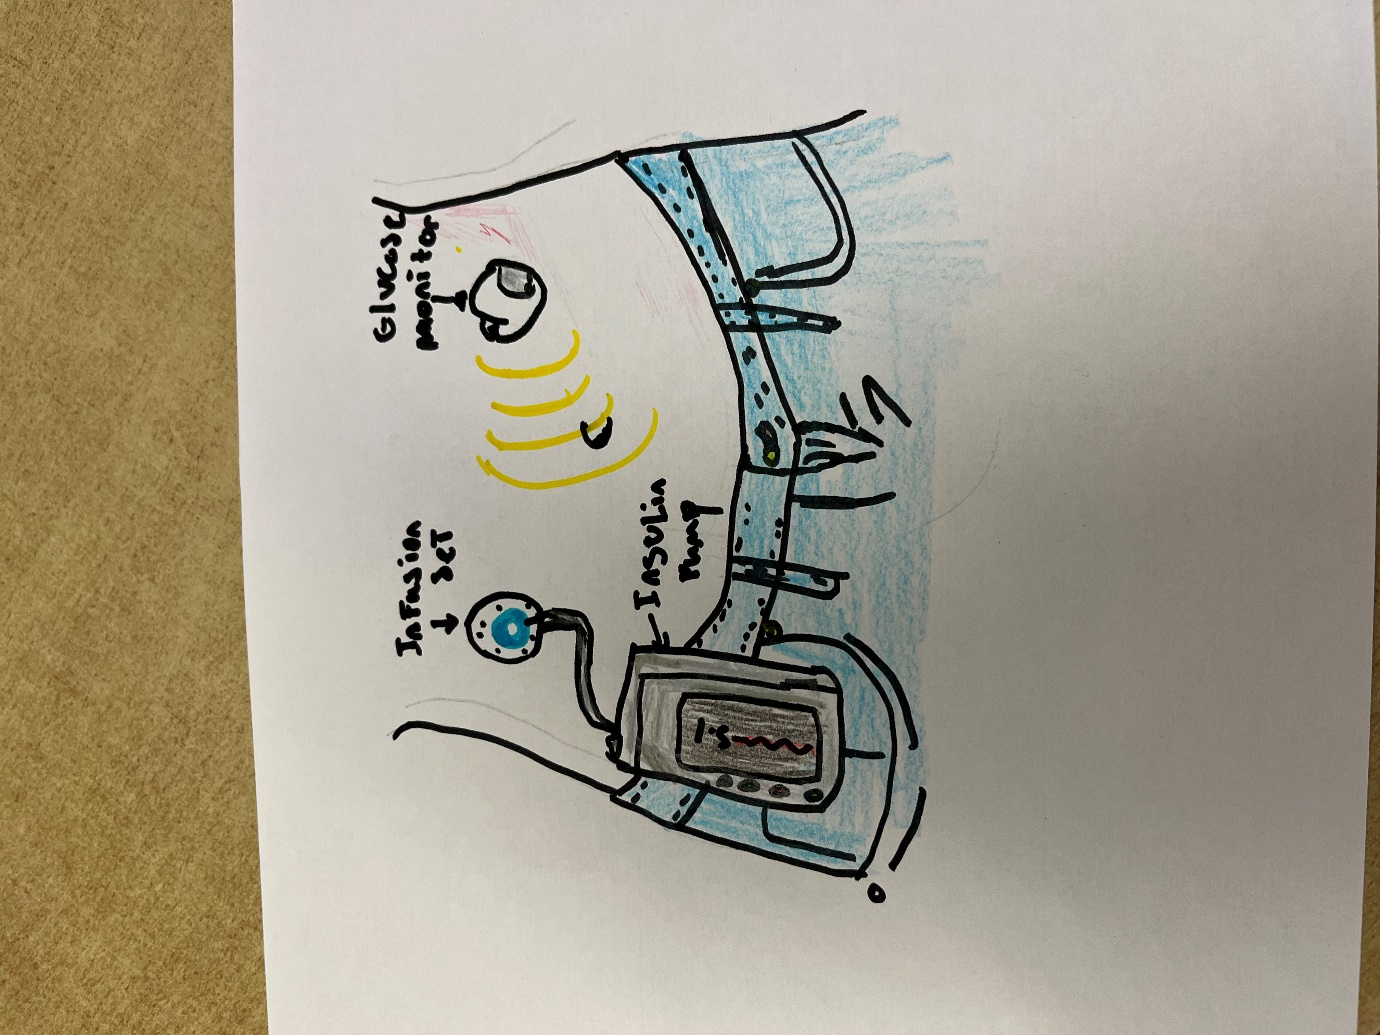 Infusion
set
Glucose
monitor
Insulin
Pump